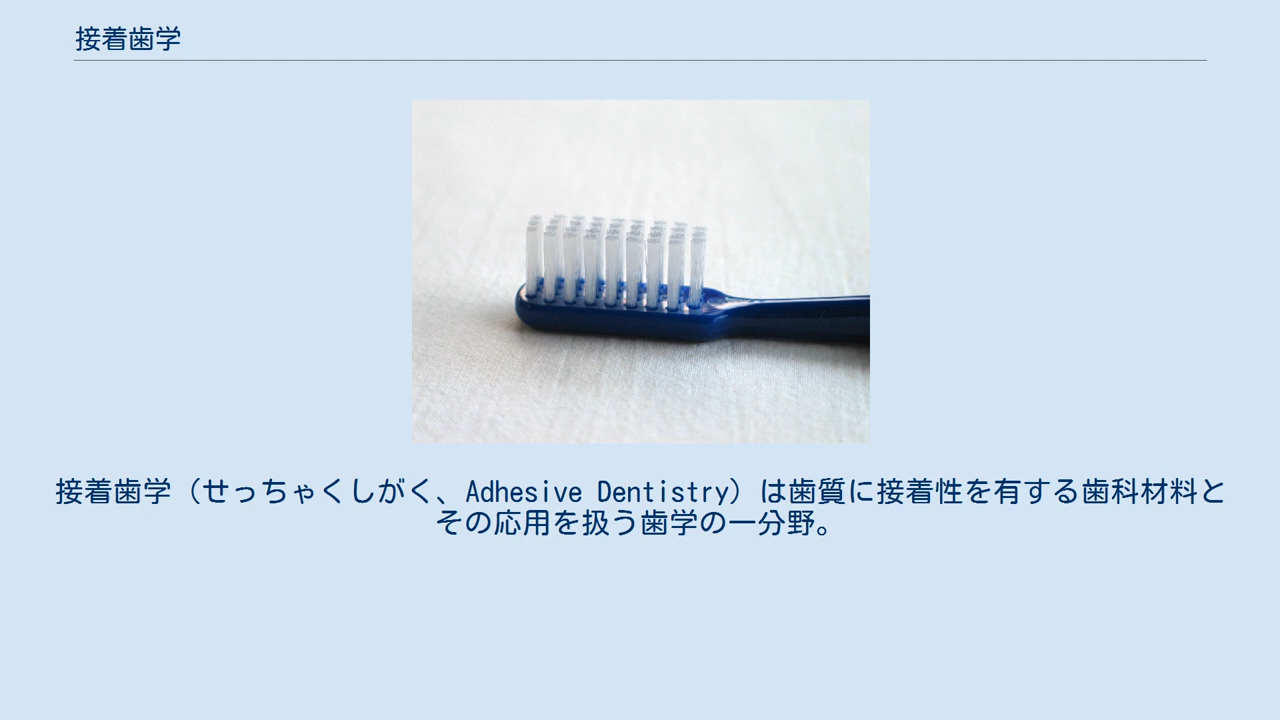 接着歯学
接着歯学（せっちゃくしがく、Adhesive Dentistry）は歯質に接着性を有する歯科材料と
その応用を扱う歯学の一分野。